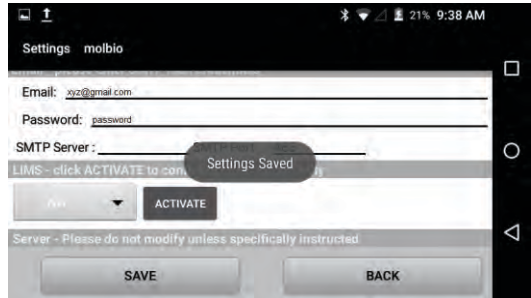 21% 9:38 AM
Settings molbio
Email: xyz@gmail.com
Password: password
SMTP Server :
Settings Saved
LIMS - click ACTIVATE to
ACTIVATE
Server - Please do not modify unless specifically instructed
SAVE BACK